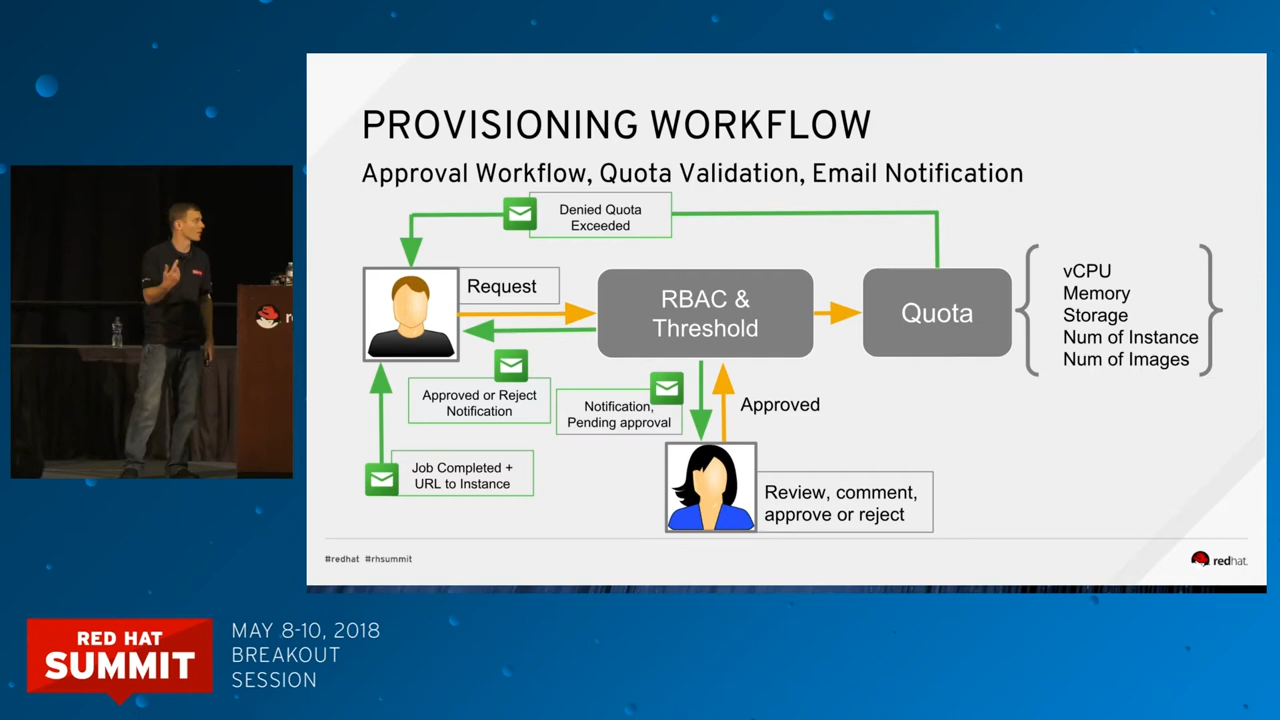 PROVISIONING WORKFLOW
Approval Workflow, Quota Validation, Email Notification
Denied Quota
Exceeded
Request
RBAC &
Threshold
Quota
vCPU
Memory
Storage
Num of Instance
Num of Images
Approved or Reject
Notification
Notification,
Pending approval
Approved
Job Completed +
URL to Instance
Review, comment,
approve or reject
#redhat #rhsummit
redhat.
RED HAT
SUMMIT
MAY 8-10, 2018
BREAKOUT
SESSION